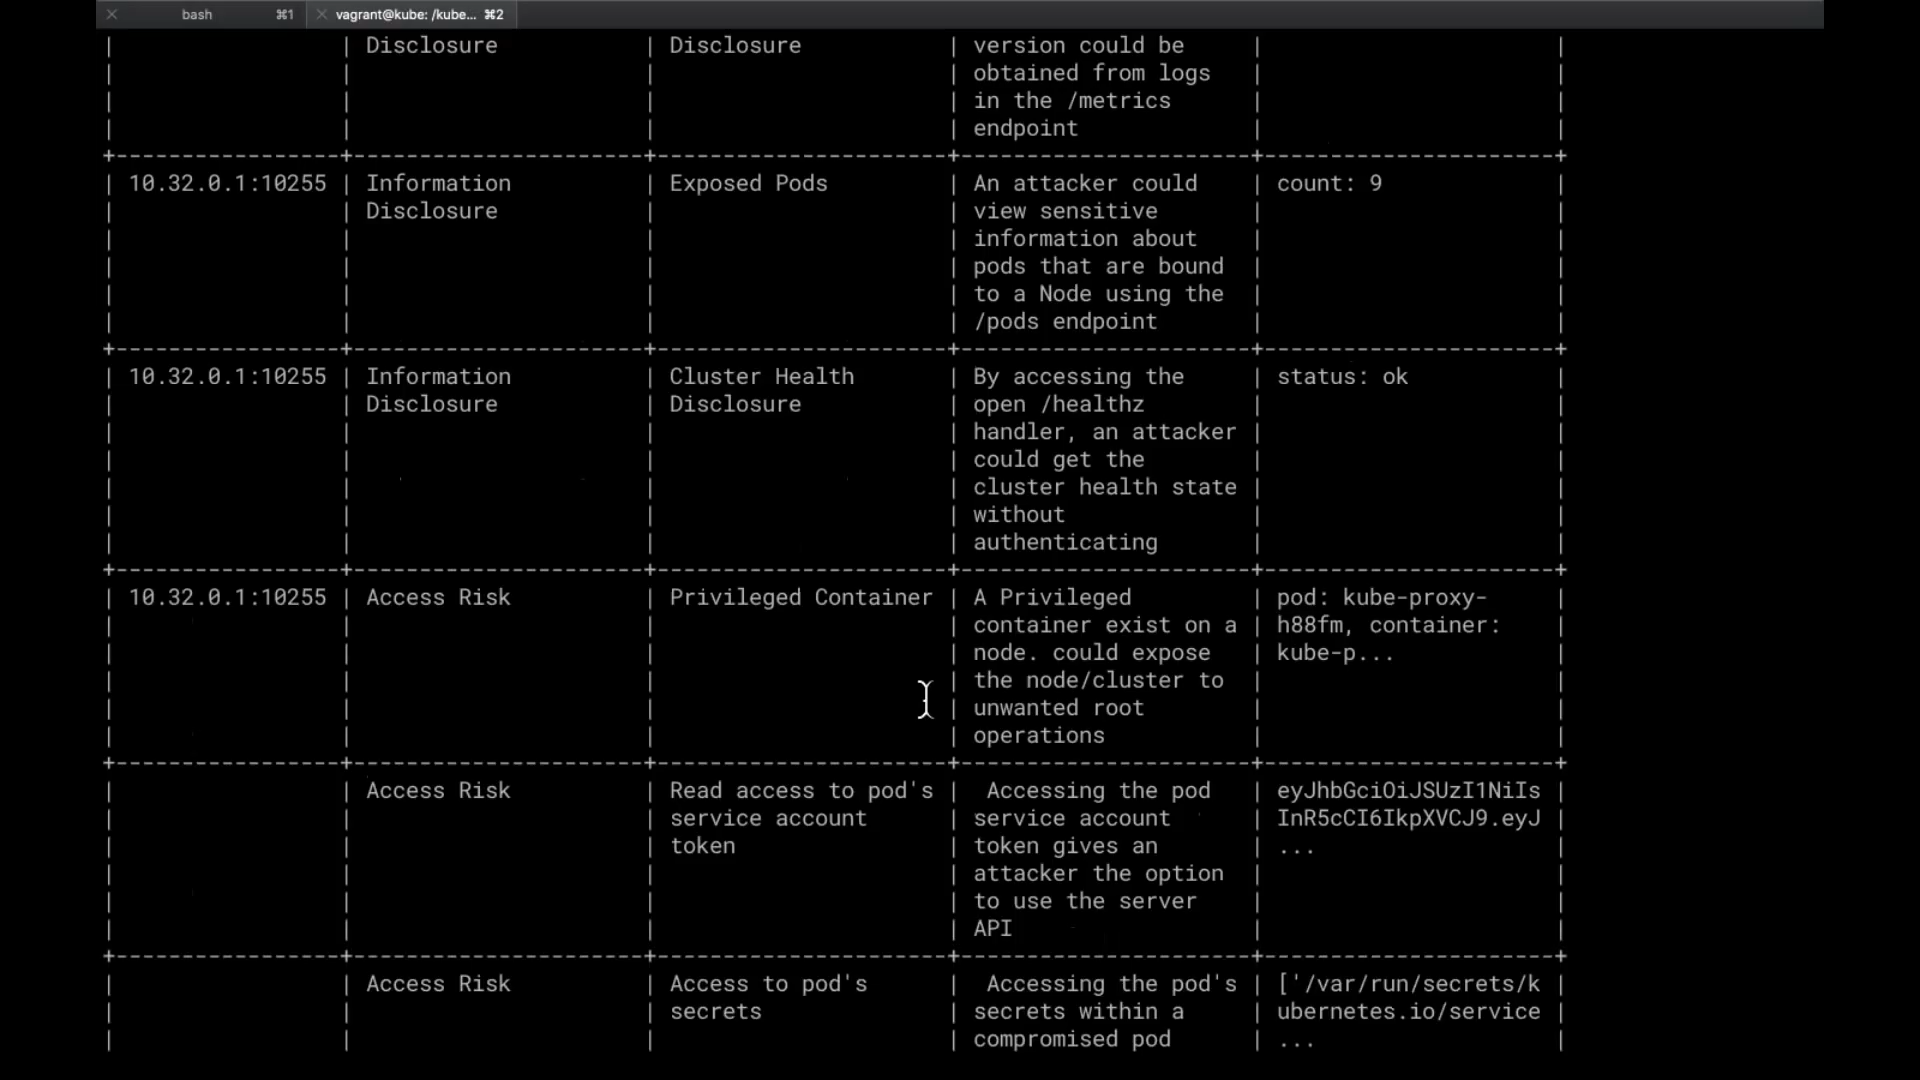 bash ⌘1 vagrant@kube: /kube... ⌘2
Disclosure | Disclosure | version could be
obtained from logs
in the /metrics
endpoint
10.32.0.1:10255 | Information | Exposed Pods | An attacker could | count: 9
Disclosure | view sensitive
information about
pods that are bound
to a Node using the
/pods endpoint
10.32.0.1:10255 | Information | Cluster Health | By accessing the | status: ok
Disclosure | Disclosure | open /healthz
handler, an attacker
could get the
cluster health state
without
authenticating
10.32.0.1:10255 | Access Risk | Privileged Container | A Privileged | pod: kube-proxy-
container exist on a | h88fm, container:
node. could expose | kube-p...
the node/cluster to
unwanted root
operations
Access Risk | Read access to pod's | Accessing the pod | eyJhbGciOiJSUzI1NiIs
service account | service account | InR5cCI6IkpXVCJ9.eyJ
token | token gives an | ...
attacker the option
to use the server
API
Access Risk | Access to pod's | Accessing the pod's | ['/var/run/secrets/k
secrets | secrets within a | ubernetes.io/service
compromised pod | ...